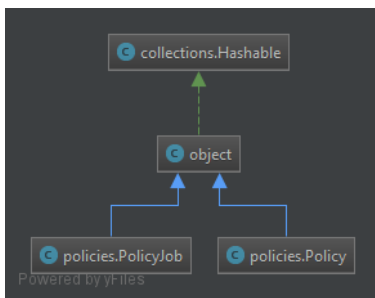 C collections.Hashable
C object
C policies.PolicyJob
C policies.Policy
Powered by yFiles